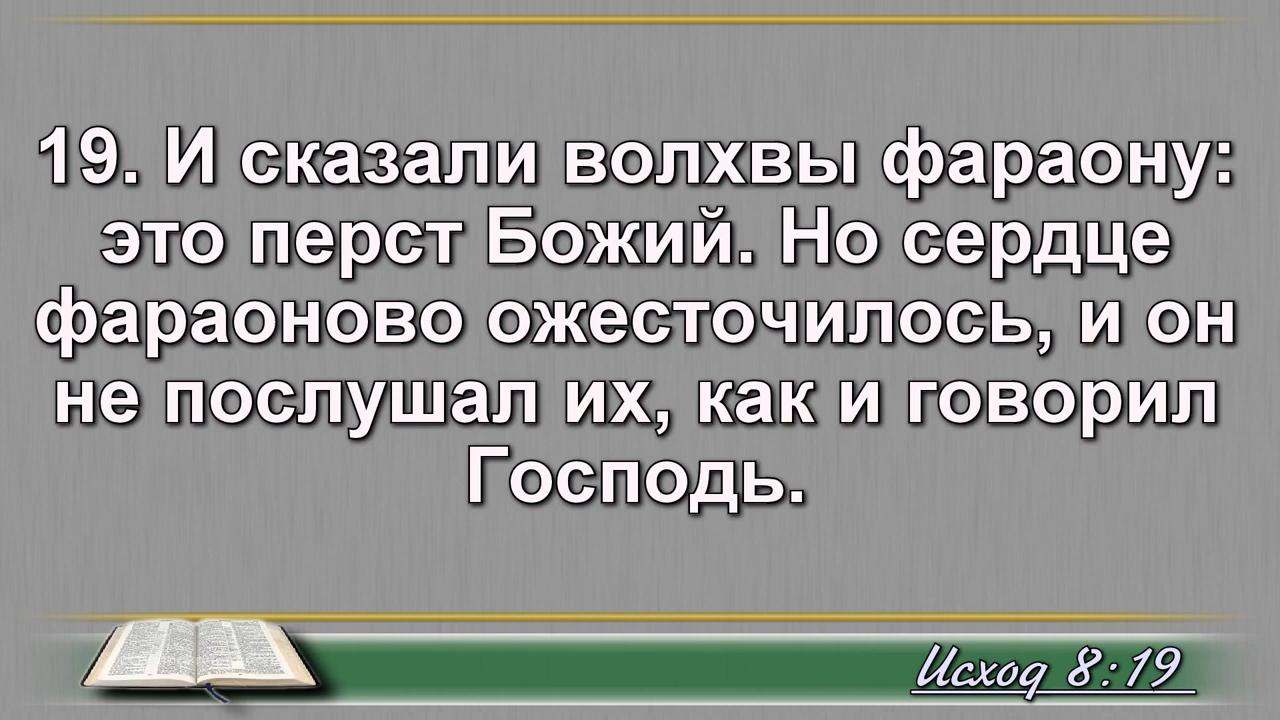 19. И сказали волхвы фараону:
это перст Божий. Но сердце
фараоново ожесточилось, и он
не послушал их, как и говорил
Господь.
Исход 8:19